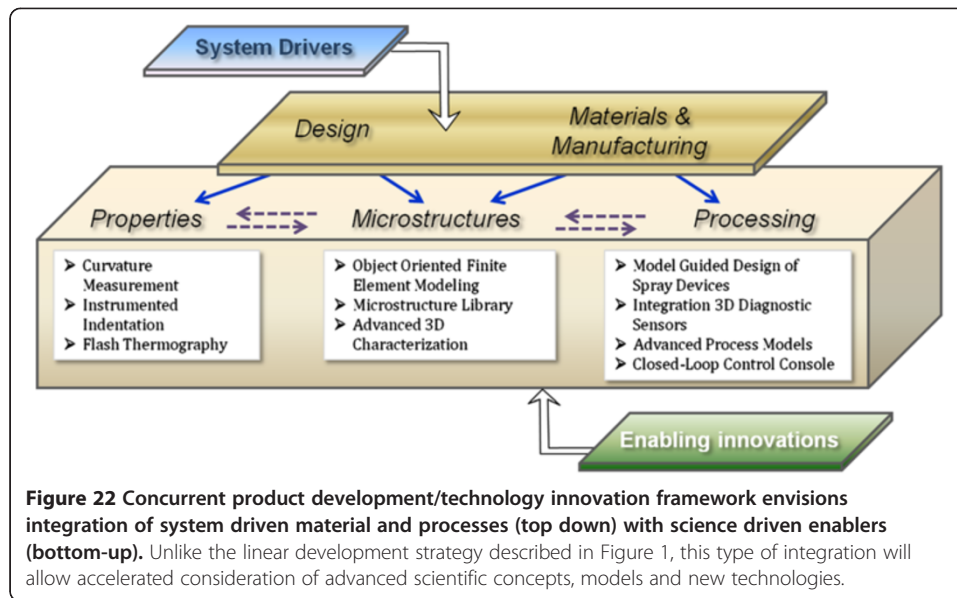 System Drivers
Design
Materials &
Manufacturing
Properties
Microstructures
Processing
➤ Curvature
Measurement
➤ Instrumented
Indentation
➤ Flash Thermography
➤ Object Oriented Finite
Element Modeling
➤ Microstructure Library
➤ Advanced 3D
Characterization
➤ Model Guided Design of
Spray Devices
➤ Integration 3D Diagnostic
Sensors
➤ Advanced Process Models
➤ Closed-Loop Control Console
Enabling innovations
Figure 22 Concurrent product development/technology innovation framework envisions
integration of system driven material and processes (top down) with science driven enablers
(bottom-up). Unlike the linear development strategy described in Figure 1, this type of integration will
allow accelerated consideration of advanced scientific concepts, models and new technologies.